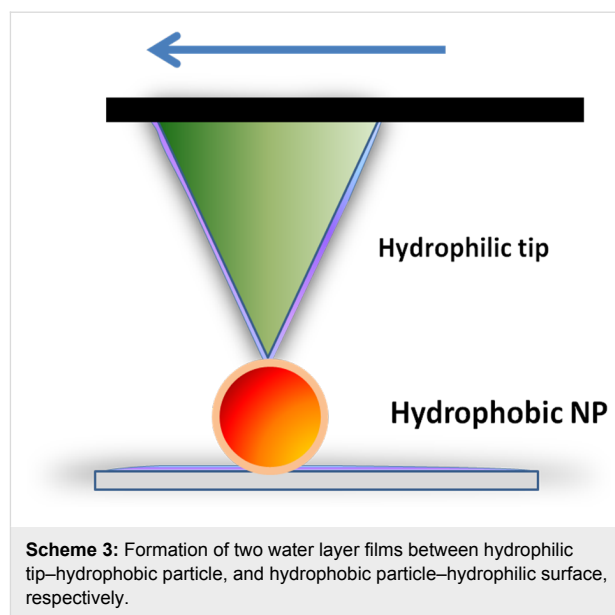 Hydrophilic tip
Hydrophobic NP
Scheme 3: Formation of two water layer films between hydrophilic
tip–hydrophobic particle, and hydrophobic particle–hydrophilic surface,
respectively.